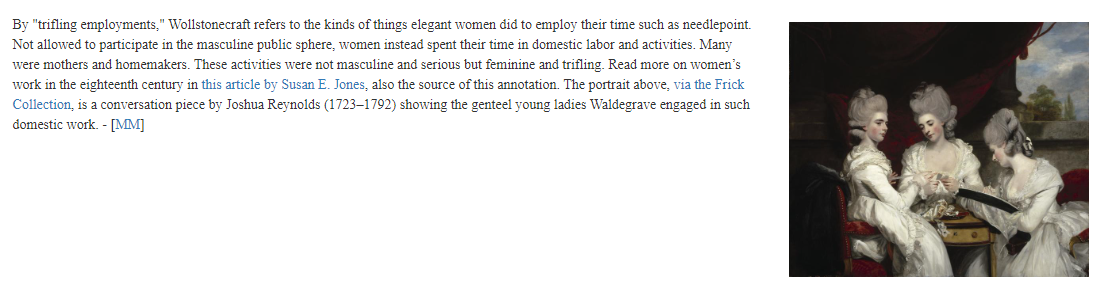 By "trifling employments," Wollstonecraft refers to the kinds of things elegant women did to employ their time such as needlepoint.
Not allowed to participate in the masculine public sphere, women instead spent their time in domestic labor and activities. Many
were mothers and homemakers. These activities were not masculine and serious but feminine and trifling. Read more on women’s
work in the eighteenth century in this article by Susan E. Jones, also the source of this annotation. The portrait above, via the Frick
Collection, is a conversation piece by Joshua Reynolds (1723–1792) showing the genteel young ladies Waldegrave engaged in such
domestic work. - [MM]